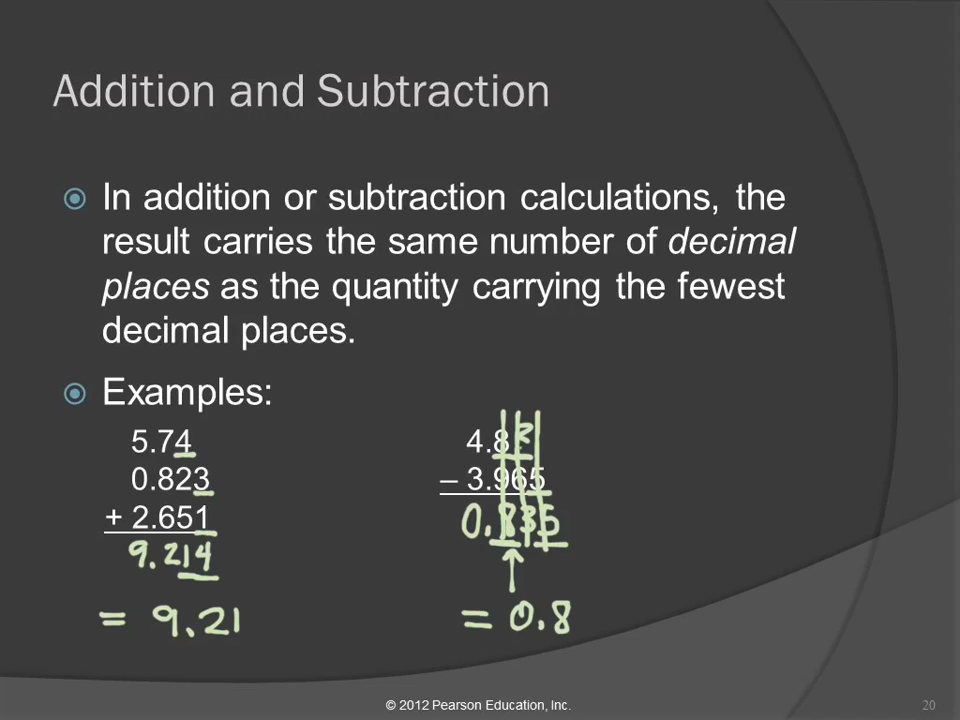 Addition and Subtraction
In addition or subtraction calculations, the
result carries the same number of decimal
places as the quantity carrying the fewest
decimal places.
Examples:
5.74
0.823
+ 2.651
9.214
= 9.21
4.8?
– 3.965
0.835
= 0.8
© 2012 Pearson Education, Inc.
20